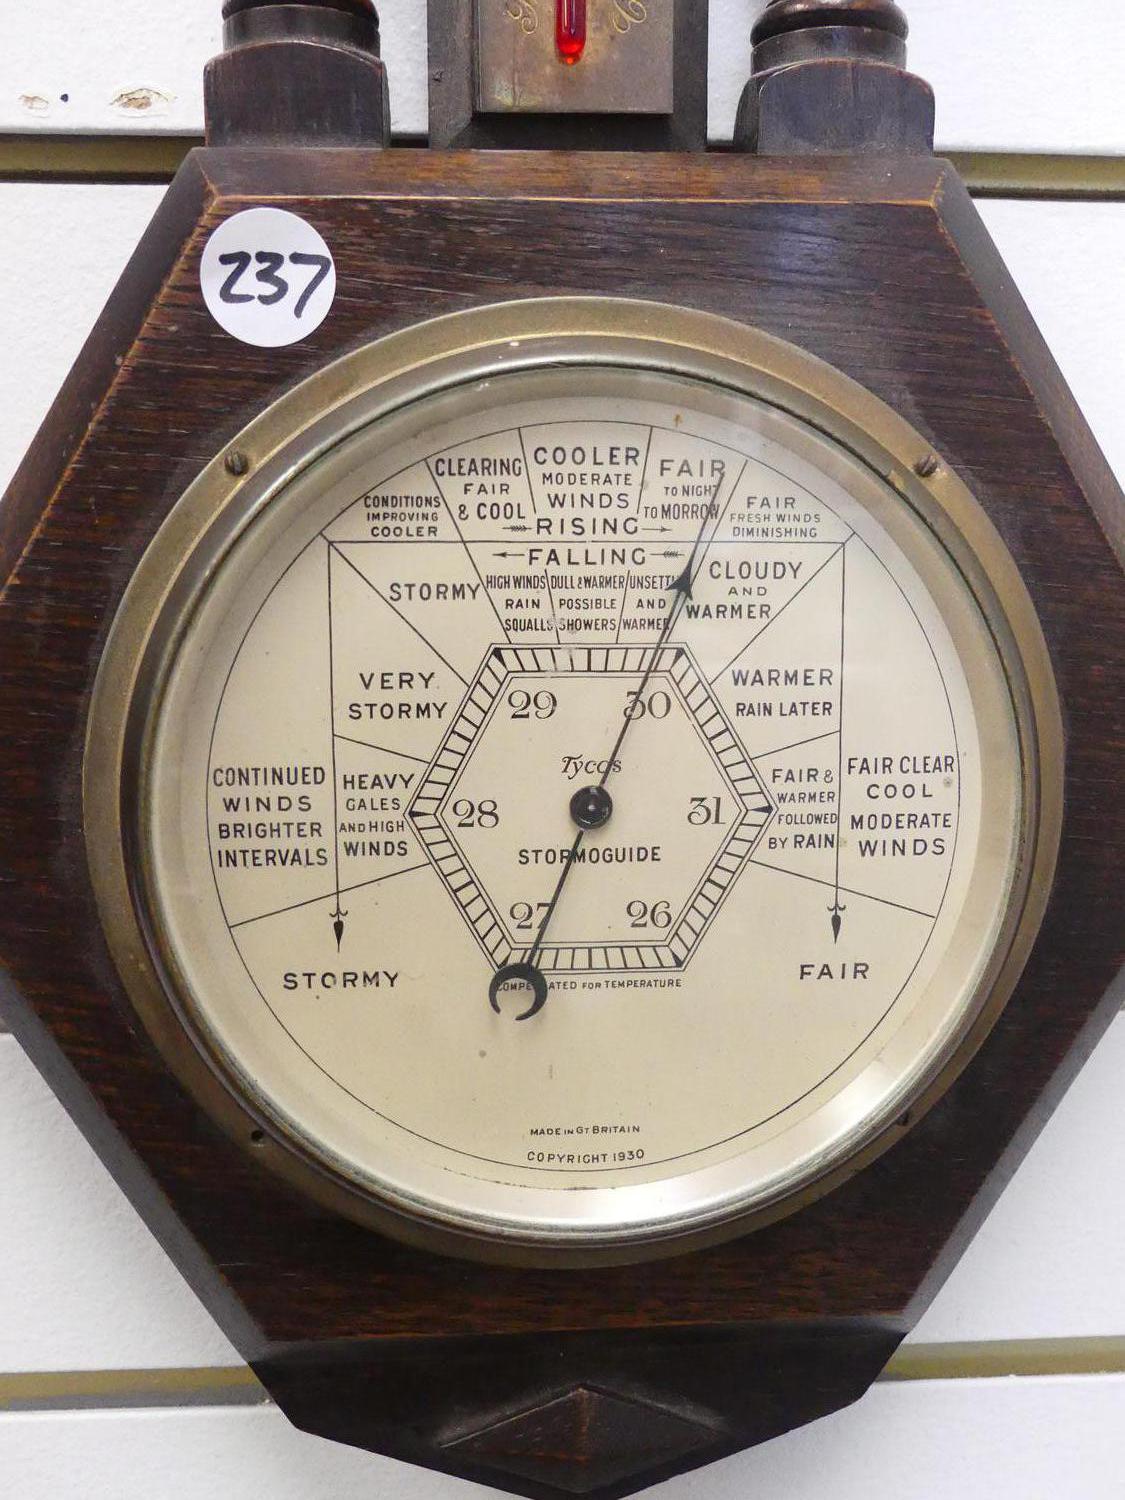 237
COOLER
MODERATE
WINDS
CLEARING
FAIR
& COOL
FAIR
TO NIGHT
TO MORROW
CONDITIONS
IMPROVING
COOLER
FAIR
FRESH WINDS
DIMINISHING
RISING
FALLING
STORMY
HIGH WINDS
RAIN
SQUALLS
DULL & WARMER
POSSIBLE
SHOWERS
AND
WARMER
CLOUDY
AND
WARMER
VERY
STORMY
WARMER
RAIN LATER
29
30
Tycos
CONTINUED
WINDS
BRIGHTER
INTERVALS
HEAVY
GALES
AND HIGH
WINDS
28
31
FAIR &
WARMER
FOLLOWED
BY RAIN
FAIR CLEAR
COOL
MODERATE
WINDS
STORMOGUIDE
27
26
STORMY
FAIR
FOR TEMPERATURE
MADE IN GT BRITAIN
COPYRIGHT 1930